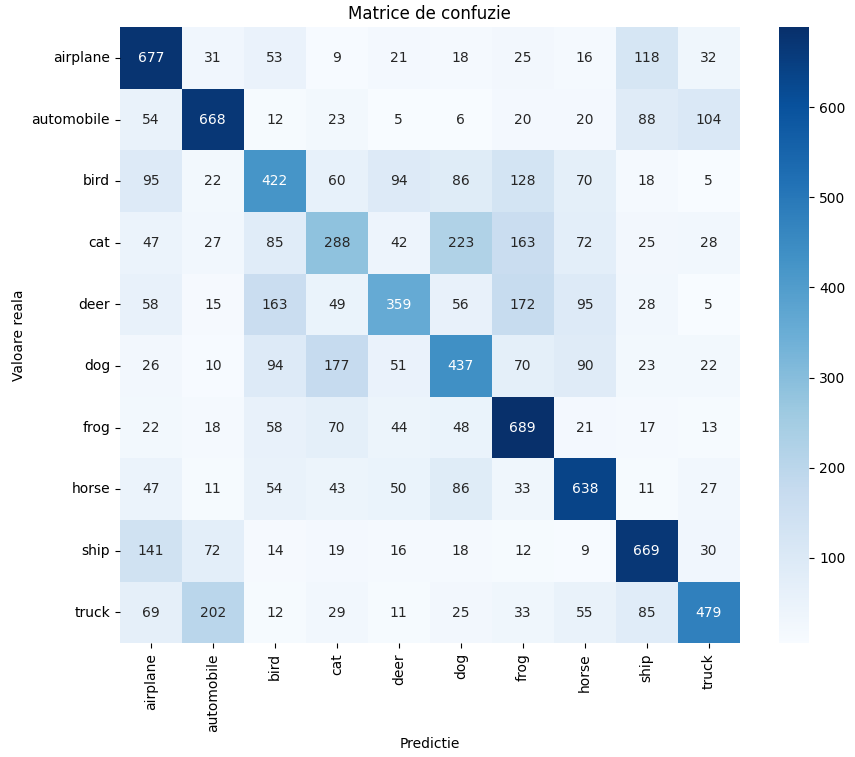 Matrice de confuzie
airplane 677 31 53 9 21 18 25 16 118 32
automobile 54 668 12 23 5 6 20 20 88 104
bird 95 22 422 60 94 86 128 70 18 5
cat 47 27 85 288 42 223 163 72 25 28
deer 58 15 163 49 359 56 172 95 28 5
dog 26 10 94 177 51 437 70 90 23 22
frog 22 18 58 70 44 48 689 21 17 13
horse 47 11 54 43 50 86 33 638 11 27
ship 141 72 14 19 16 18 12 9 669 30
truck 69 202 12 29 11 25 33 55 85 479
airplane automobile bird cat deer dog frog horse ship truck
Predictie
Valoare reala
600
500
400
300
200
100